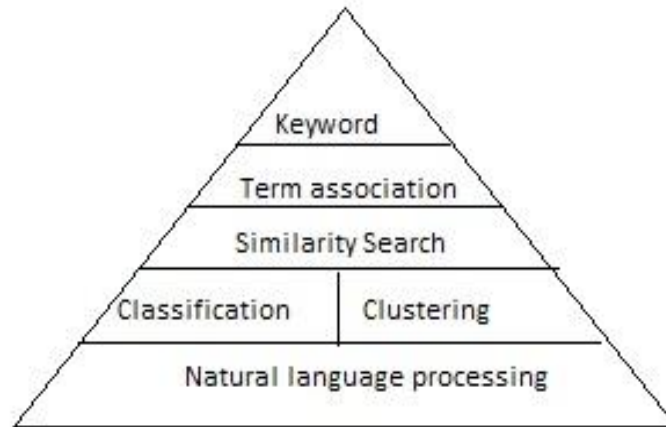 Keyword
Term association
Similarity Search
Classification Clustering
Natural language processing